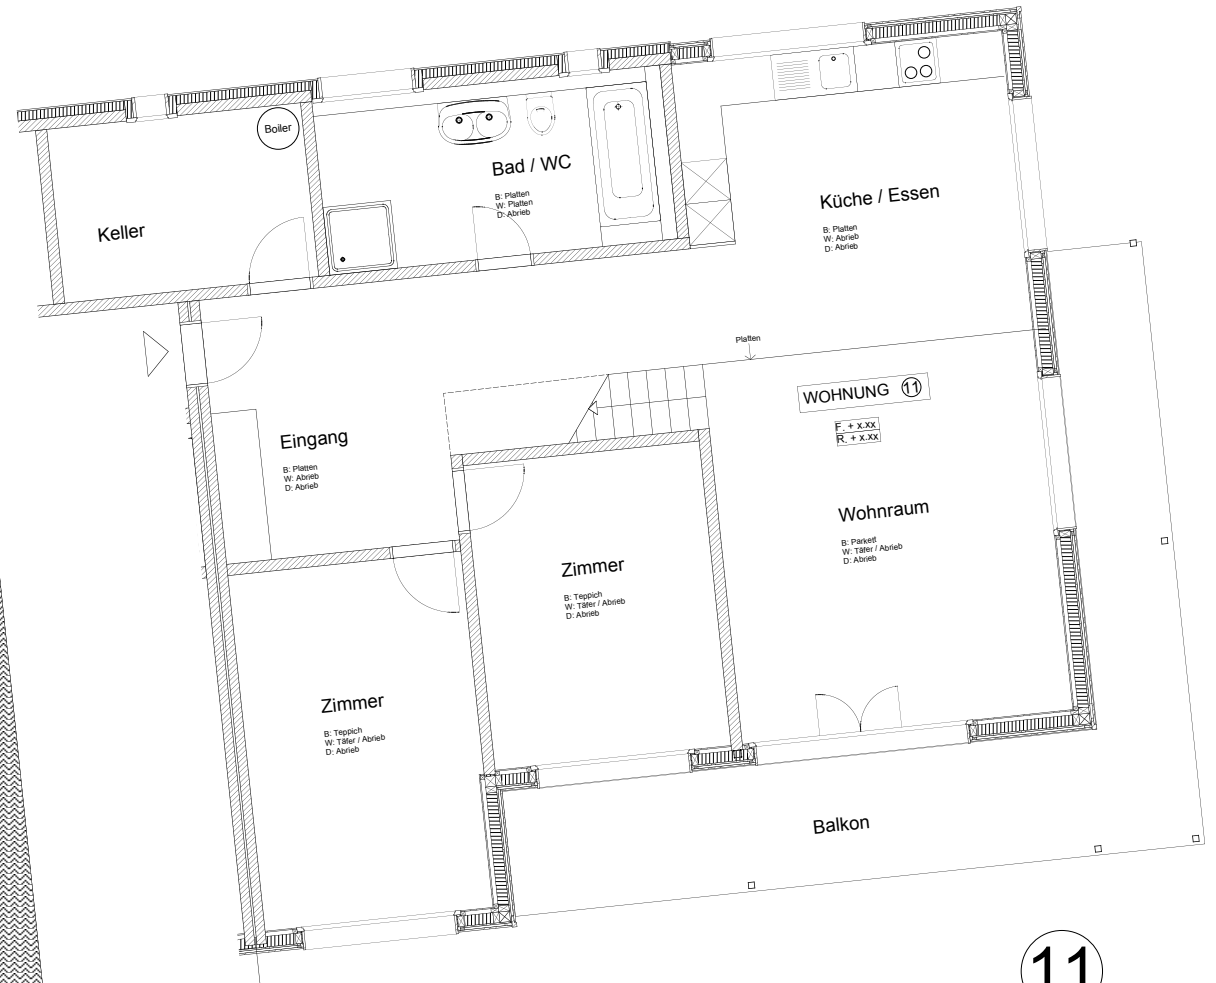 Boiler
Bad / WC
B: Platten
W: Platten
D: Abrieb
Küche / Essen
B: Platten
W: Abrieb
D: Abrieb
Keller
Platten
WOHNUNG 11
F. + x.xx
R. + x.xx
Eingang
B: Platten
W: Abrieb
D: Abrieb
Wohnraum
B: Parkett
W: Täfer / Abrieb
D: Abrieb
Zimmer
B: Teppich
W: Täfer / Abrieb
D: Abrieb
Zimmer
B: Teppich
W: Täfer / Abrieb
D: Abrieb
Balkon
11